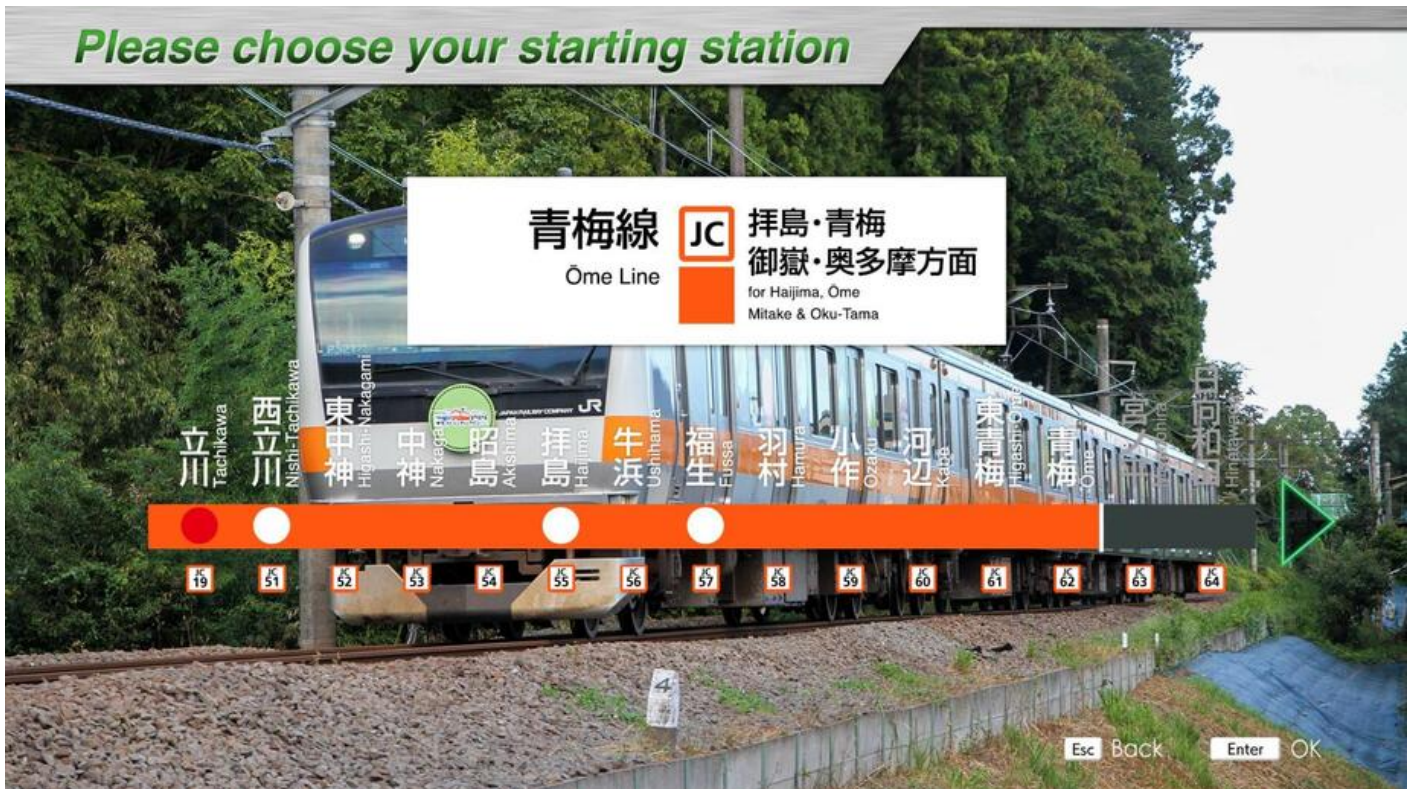 Please choose your starting station
青梅線
Ōme Line
JC
拝島・青梅
御嶽・奥多摩方面
for Haijima, Ōme
Mitake & Oku-Tama
JAPAN RAILWAY COMPANY JR
立川 Tachikawa
西立川 Nishi-Tachikawa
東中神 Higashi-Nakagami
中神 Nakagami
昭島 Akishima
拝島 Haijima
牛浜 Ushihama
福生 Fussa
羽村 Hamura
小作 Ozaku
河辺 Kabe
東青梅 Higashi-Ōme
青梅 Ōme
日向和田 Hinatawada
JC 19
JC 51
JC 52
JC 53
JC 54
JC 55
JC 56
JC 57
JC 58
JC 59
JC 60
JC 61
JC 62
JC 63
JC 64
4
Esc Back
Enter OK